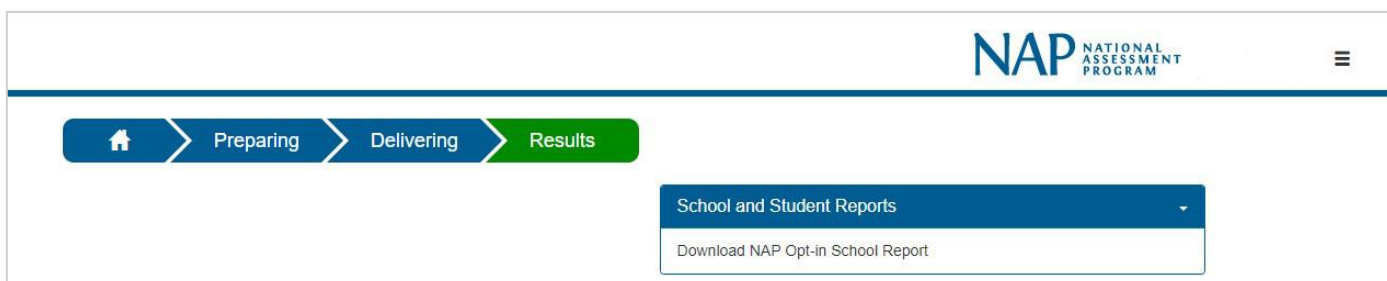 NAP NATIONAL
ASSESSMENT
PROGRAM
Preparing Delivering Results
School and Student Reports
Download NAP Opt-in School Report